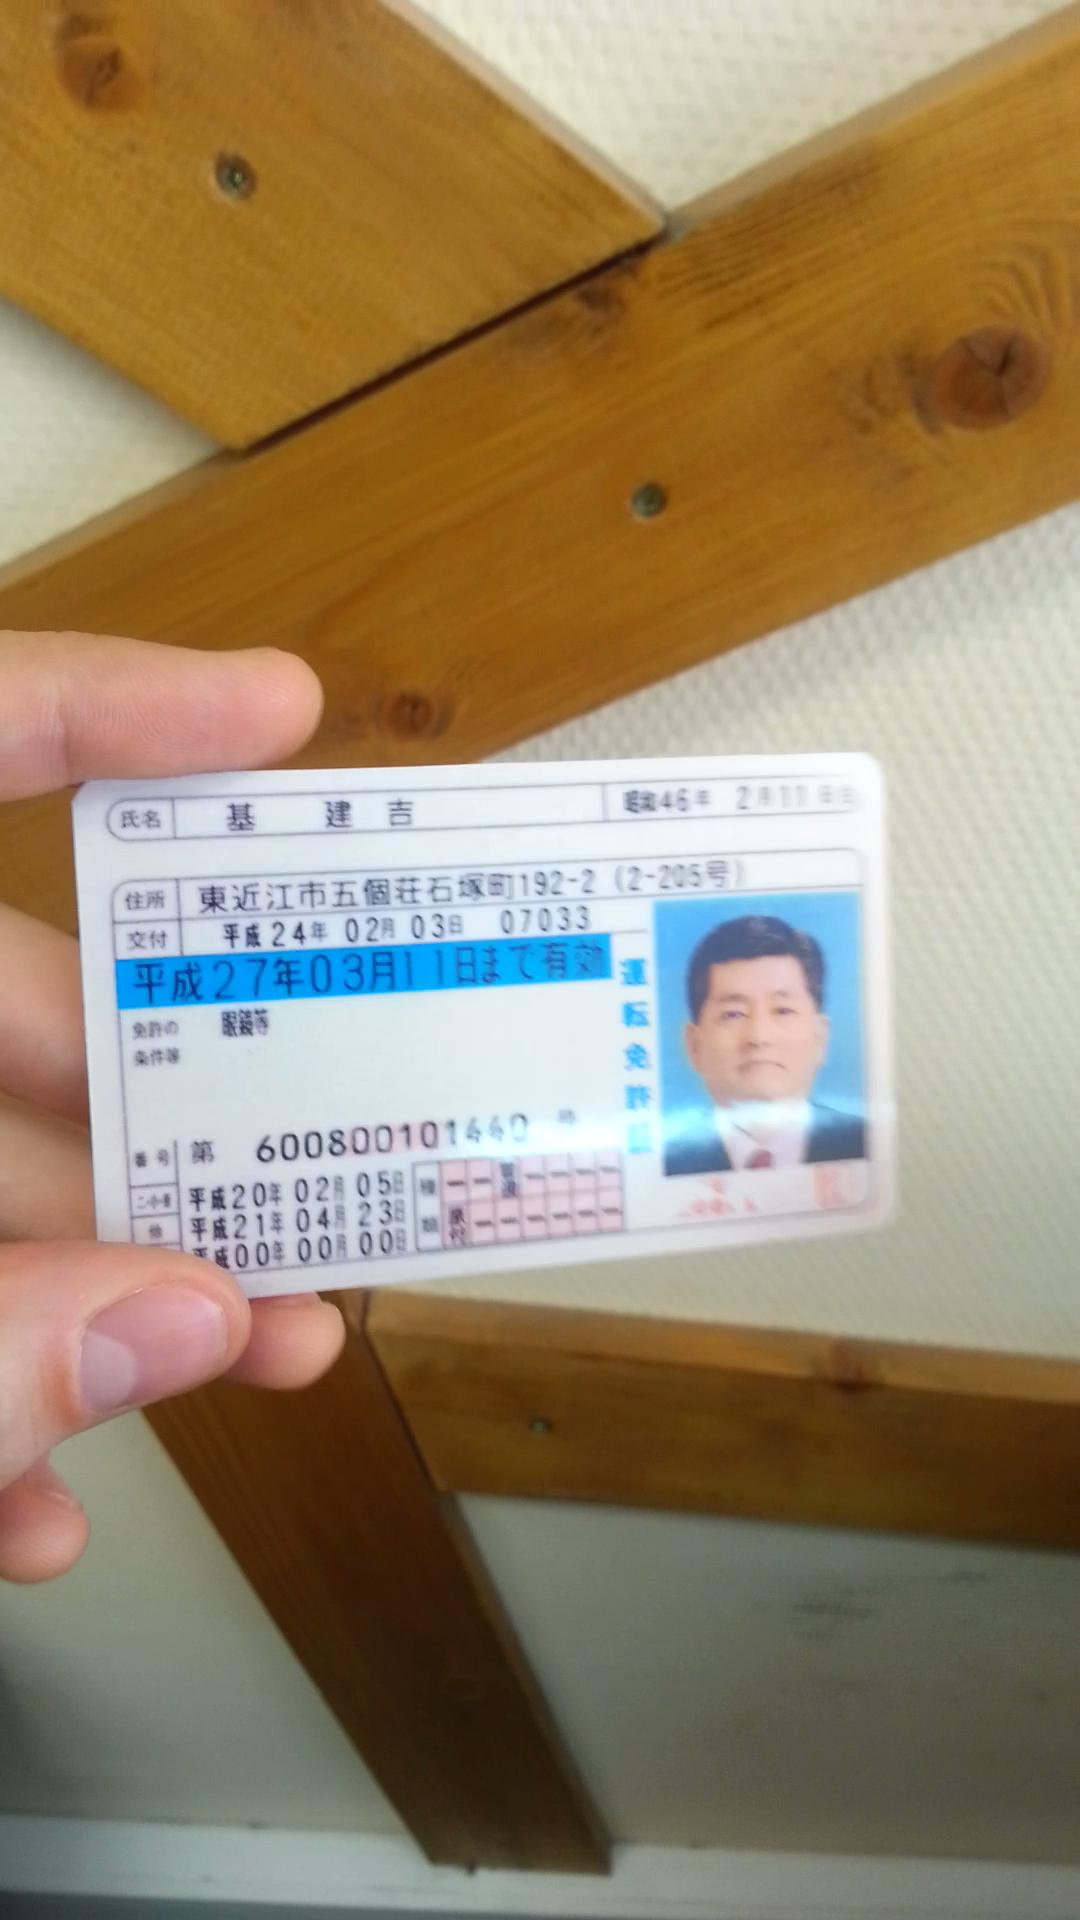 氏名 基 建 吉 昭和46年 2月11日生
住所 東近江市五個荘石塚町192-2 (2-205号)
交付 平成24年 02月 03日 07033
平成27年03月11日まで有効
免許の 眼鏡等
条件等
運転免許証
番号 第 600800101440 号
二・小・原 平成20年 02月 05日
他 平成21年 04月 23日
平成00年 00月 00日
種類 普通 原付